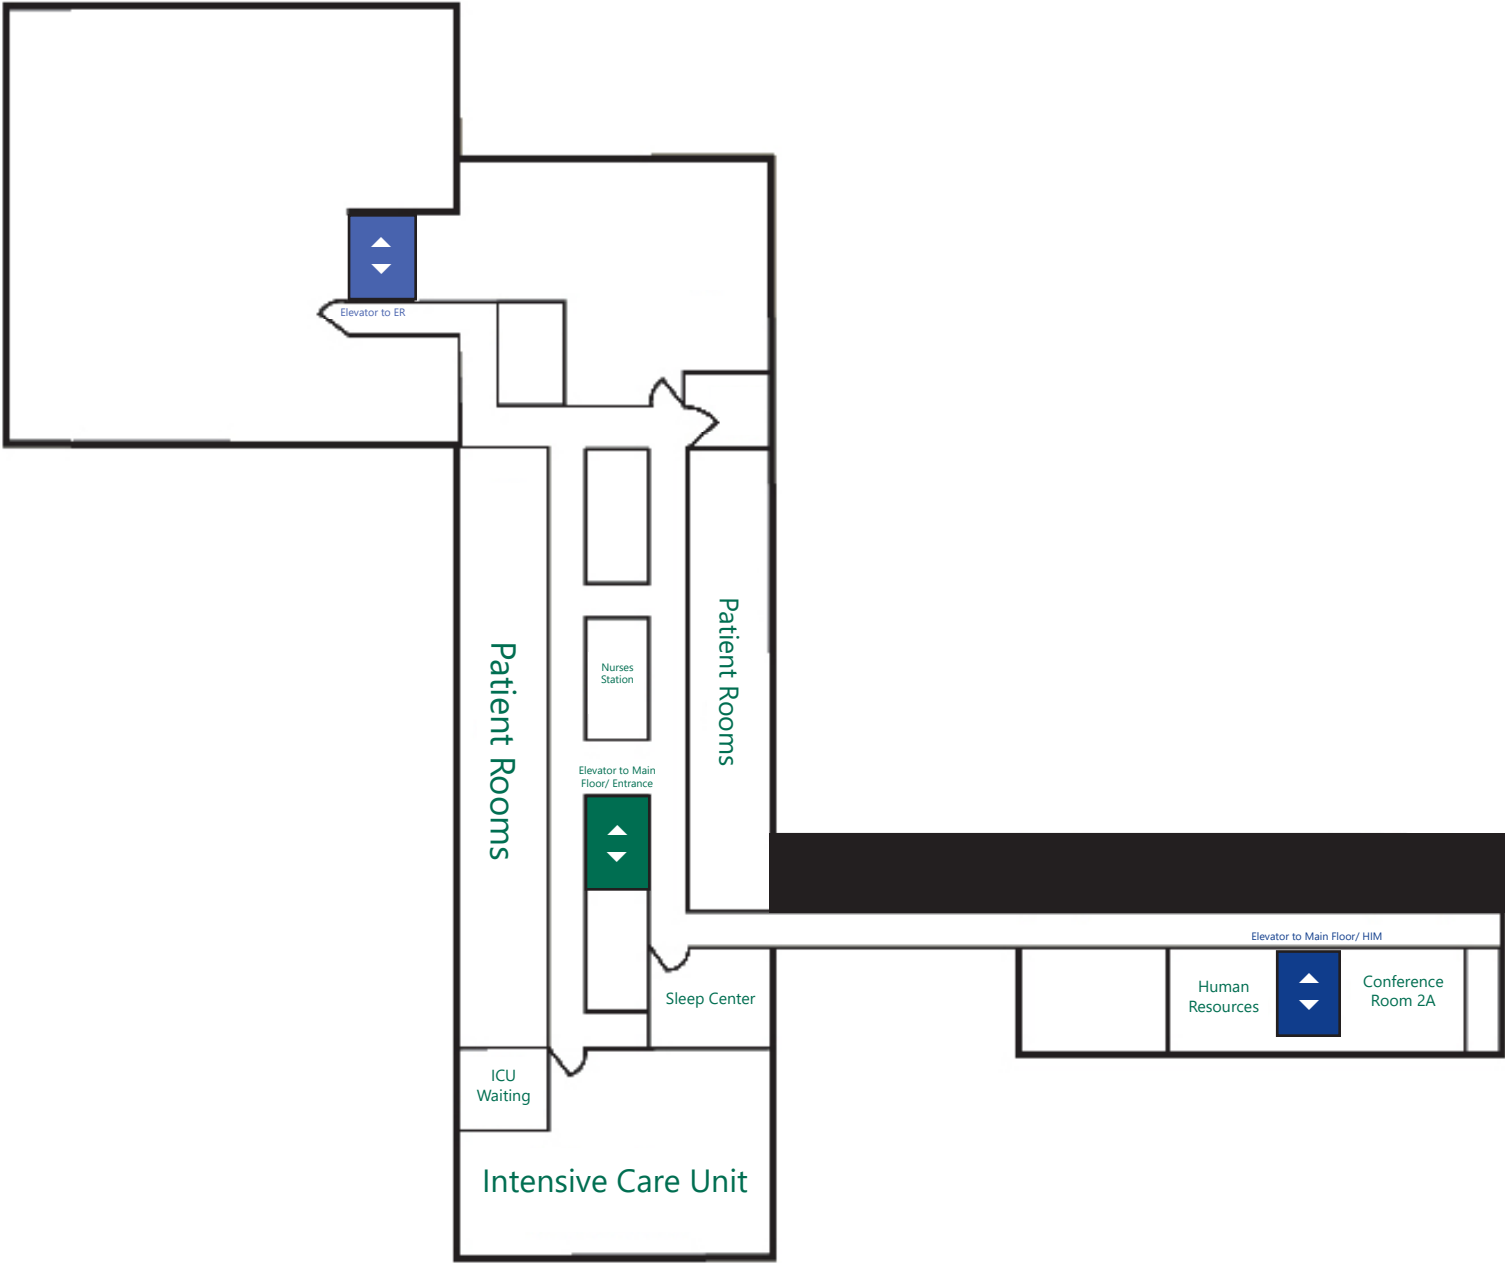 Elevator to ER
Patient Rooms
Patient Rooms
Nurses
Station
Elevator to Main
Floor/ Entrance
Elevator to Main Floor/ HIM
Sleep Center
Human
Resources
Conference
Room 2A
ICU
Waiting
Intensive Care Unit